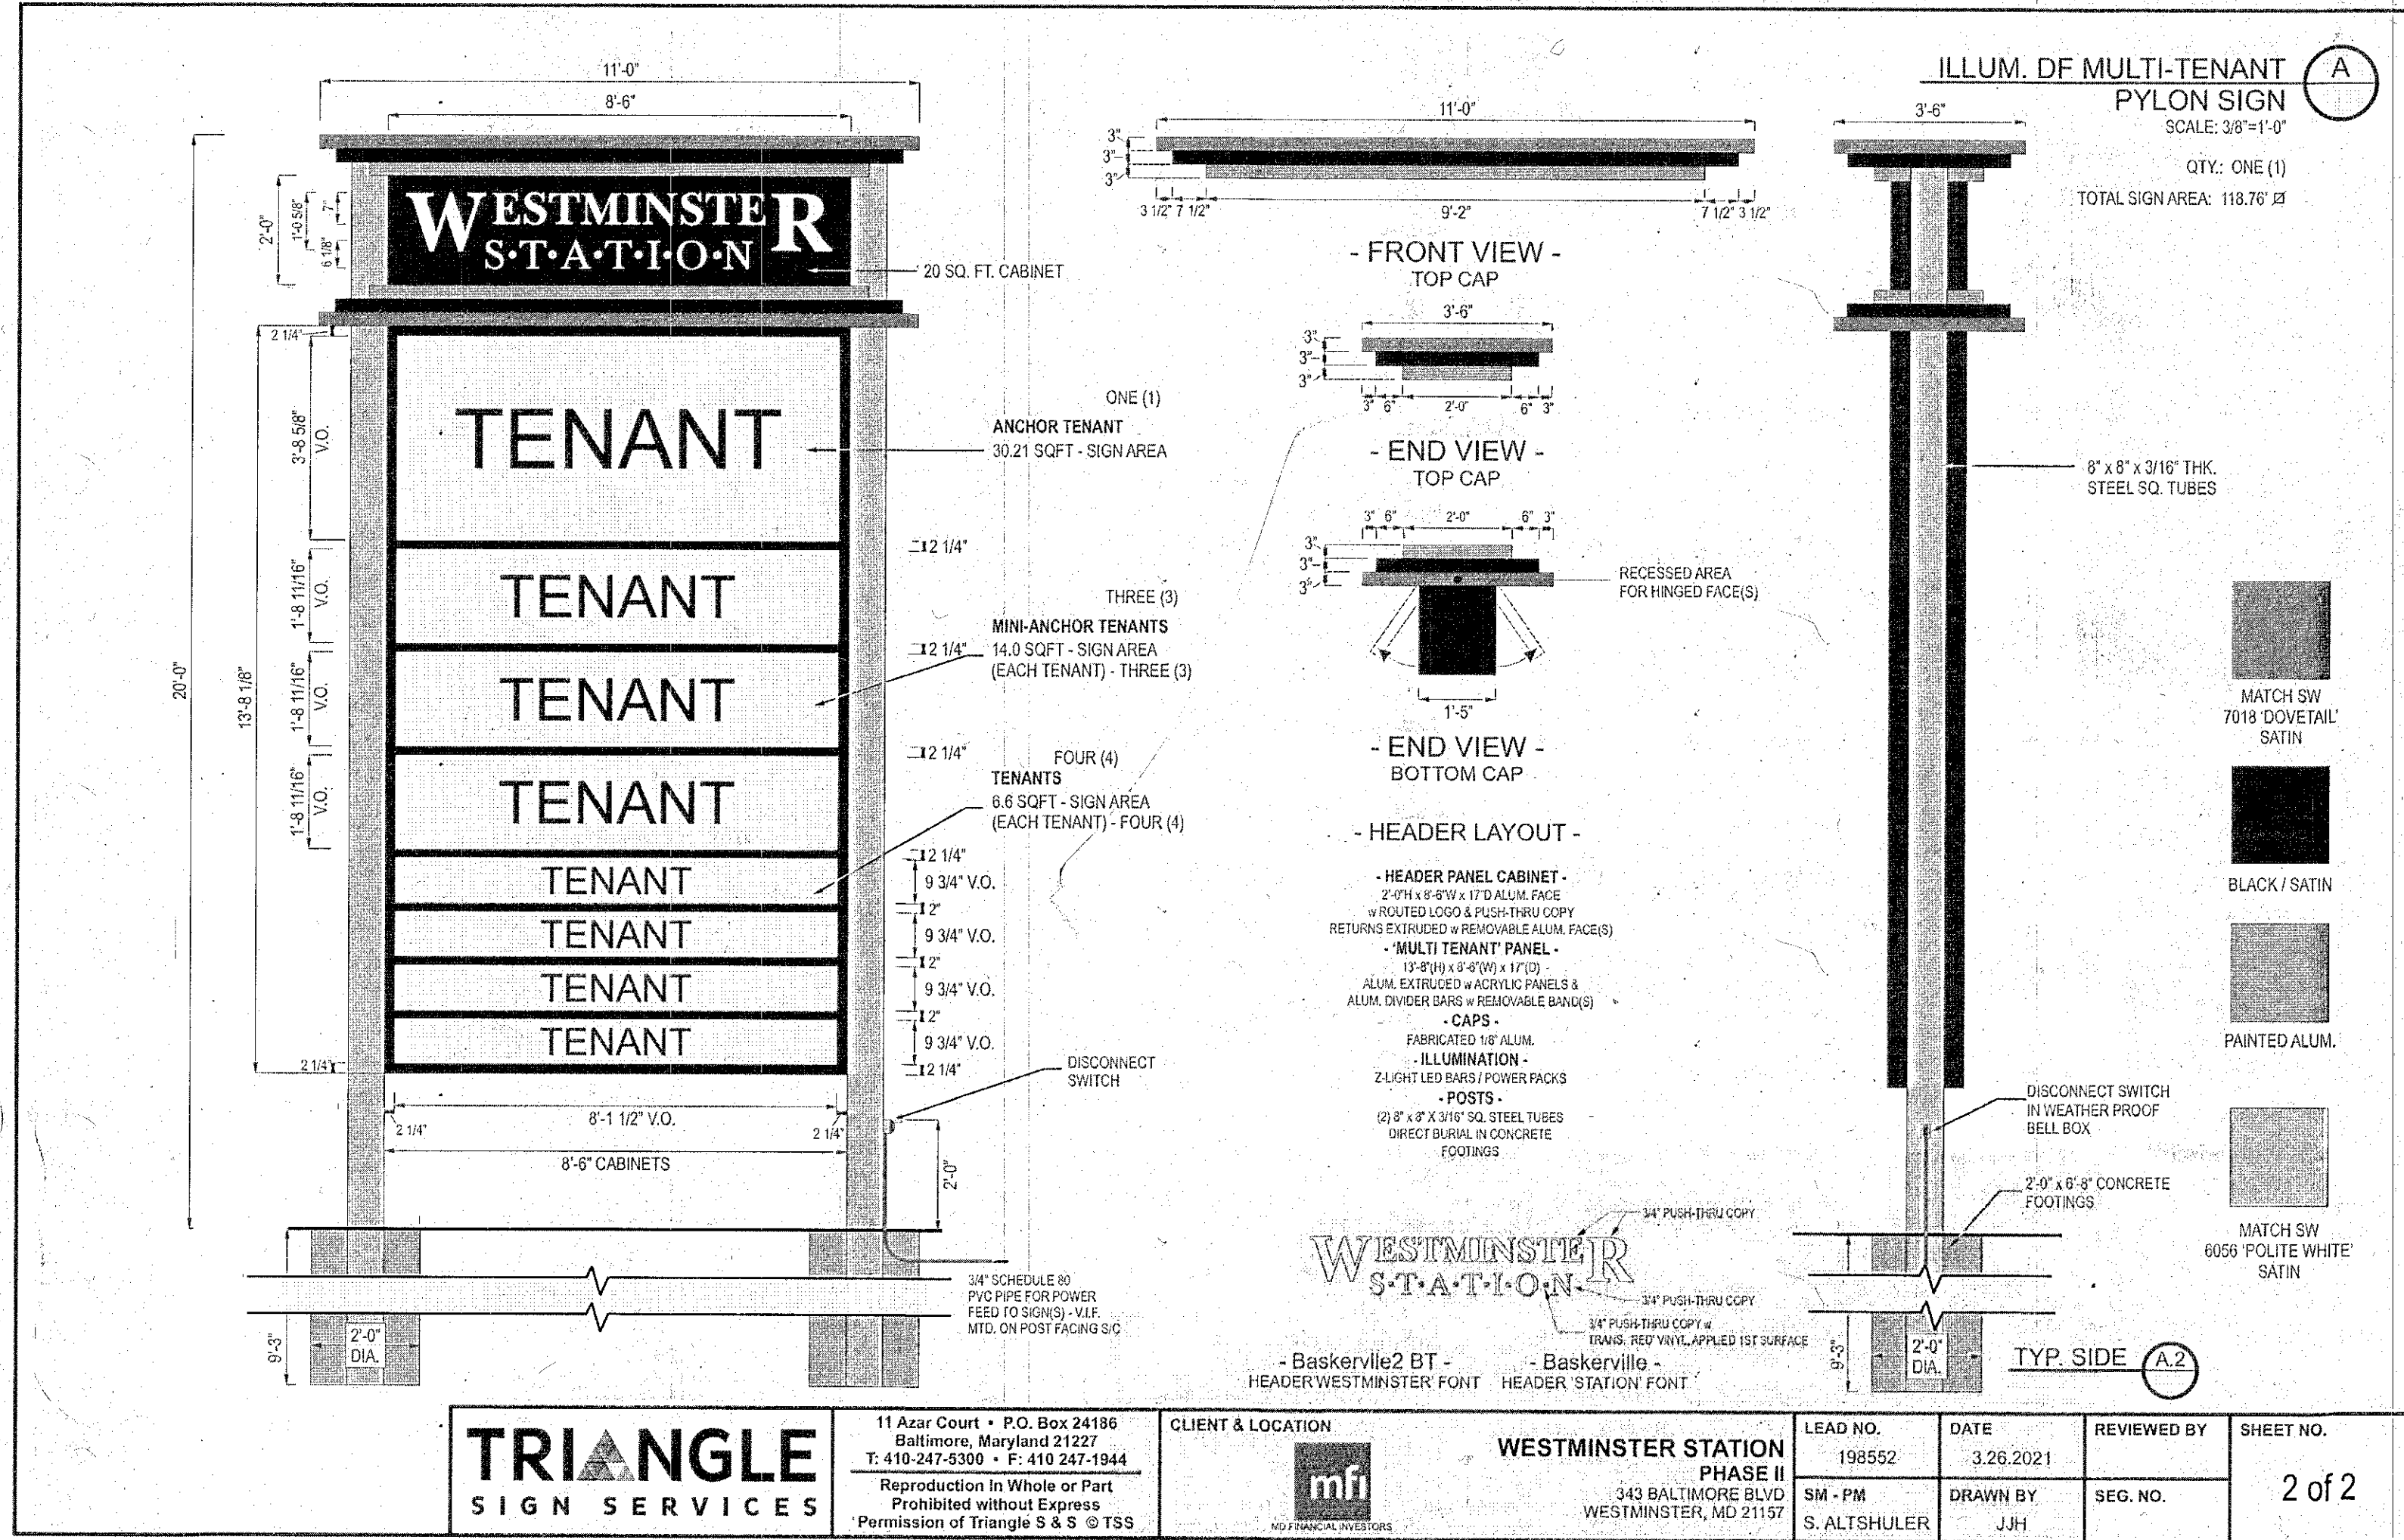 ILLUM. DF MULTI-TENANT
PYLON SIGN
A
SCALE: 3/8"=1'-0"
QTY.: ONE (1)
TOTAL SIGN AREA: 118.76'
11'-0"
8'-6"
20'-0"
2'-0"
1'-0 5/8"
7"
6 1/8"
WESTMINSTER
S·T·A·T·I·O·N
20 SQ. FT. CABINET
13'-8 1/8"
2 1/4"
3'-8 5/8"
V.O.
TENANT
ONE (1)
ANCHOR TENANT
30.21 SQFT - SIGN AREA
2 1/4"
1'-8 11/16"
V.O.
TENANT
THREE (3)
MINI-ANCHOR TENANTS
14.0 SQFT - SIGN AREA
(EACH TENANT) - THREE (3)
2 1/4"
1'-8 11/16"
V.O.
TENANT
2 1/4"
1'-8 11/16"
V.O.
TENANT
FOUR (4)
TENANTS
6.6 SQFT - SIGN AREA
(EACH TENANT) - FOUR (4)
2 1/4"
TENANT
9 3/4" V.O.
2"
TENANT
9 3/4" V.O.
2"
TENANT
9 3/4" V.O.
2"
TENANT
9 3/4" V.O.
2 1/4"
2 1/4"
DISCONNECT
SWITCH
8'-1 1/2" V.O.
2 1/4"
2 1/4"
8'-6" CABINETS
2'-0"
9'-3"
2'-0"
DIA.
3/4" SCHEDULE 80
PVC PIPE FOR POWER
FEED TO SIGN(S) - V.I.F.
MTD. ON POST FACING S/C
11'-0"
3"
3"
3"
3 1/2" 7 1/2"
9'-2"
7 1/2" 3 1/2"
- FRONT VIEW -
TOP CAP
3'-6"
3"
3"
3"
3" 6" 2'-0" 6" 3"
- END VIEW -
TOP CAP
3" 6" 2'-0" 6" 3"
3"
3"
3"
RECESSED AREA
FOR HINGED FACE(S)
1'-5"
- END VIEW -
BOTTOM CAP
- HEADER LAYOUT -
- HEADER PANEL CABINET -
2'-0"H x 8'-6"W x 17"D ALUM. FACE
w ROUTED LOGO & PUSH-THRU COPY
RETURNS EXTRUDED w REMOVABLE ALUM. FACE(S)
- 'MULTI TENANT' PANEL -
13'-8"(H) x 8'-6"(W) x 17"(D)
ALUM. EXTRUDED w ACRYLIC PANELS &
ALUM. DIVIDER BARS w REMOVABLE BAND(S)
- CAPS -
FABRICATED 1/8" ALUM.
- ILLUMINATION -
Z-LIGHT LED BARS / POWER PACKS
- POSTS -
(2) 8" x 8" X 3/16" SQ. STEEL TUBES
DIRECT BURIAL IN CONCRETE
FOOTINGS
3/4" PUSH-THRU COPY
WESTMINSTER
S·T·A·T·I·O·N
3/4" PUSH-THRU COPY
3/4" PUSH-THRU COPY w
TRANS. 'RED' VINYL APPLIED 1ST SURFACE
- Baskerville2 BT -
HEADER 'WESTMINSTER' FONT
- Baskerville -
HEADER 'STATION' FONT
3'-6"
8" x 8" x 3/16" THK.
STEEL SQ. TUBES
DISCONNECT SWITCH
IN WEATHER PROOF
BELL BOX
2'-0" x 6'-8" CONCRETE
FOOTINGS
9'-3"
2'-0"
DIA.
TYP. SIDE
A.2
MATCH SW
7018 'DOVETAIL'
SATIN
BLACK / SATIN
PAINTED ALUM.
MATCH SW
6056 'POLITE WHITE'
SATIN
TRIANGLE
SIGN SERVICES
11 Azar Court • P.O. Box 24186
Baltimore, Maryland 21227
T: 410-247-5300 • F: 410 247-1944
Reproduction In Whole or Part
Prohibited without Express
Permission of Triangle S & S © TSS
CLIENT & LOCATION
mfi
MD FINANCIAL INVESTORS
WESTMINSTER STATION
PHASE II
343 BALTIMORE BLVD
WESTMINSTER, MD 21157
LEAD NO.
198552
DATE
3.26.2021
REVIEWED BY
SM - PM
S. ALTSHULER
DRAWN BY
JJH
SEG. NO.
SHEET NO.
2 of 2